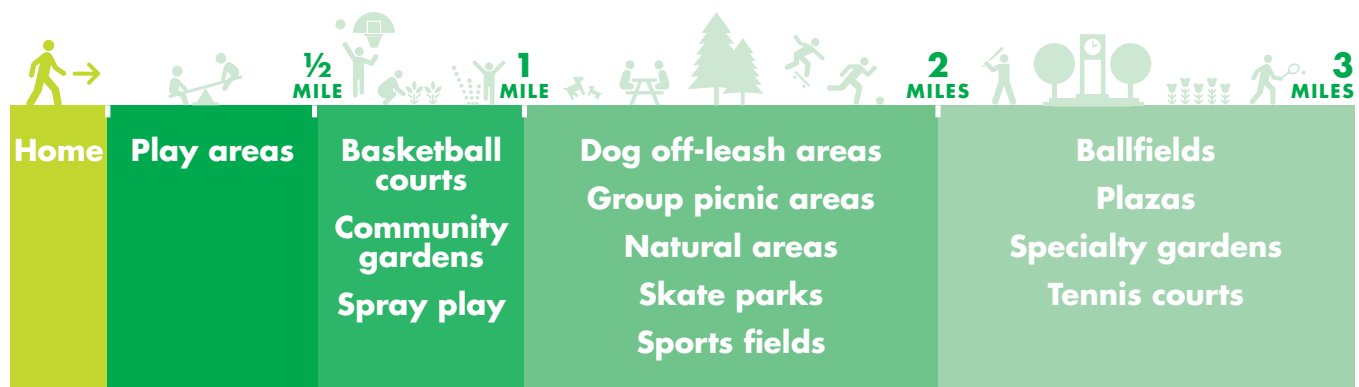 ½
MILE
1
MILE
2
MILES
3
MILES
Home
Play areas
Basketball
courts
Community
gardens
Spray play
Dog off-leash areas
Group picnic areas
Natural areas
Skate parks
Sports fields
Ballfields
Plazas
Specialty gardens
Tennis courts